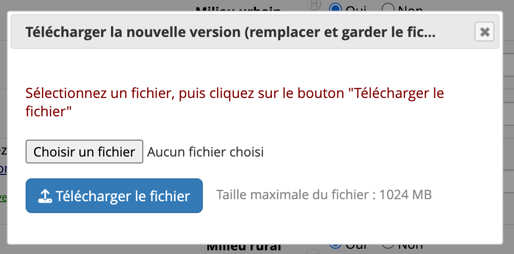 Milieu urbain Oui Non
Télécharger la nouvelle version (remplacer et garder le fic...
Sélectionnez un fichier, puis cliquez sur le bouton "Télécharger le
fichier"
Choisir un fichier Aucun fichier choisi
Télécharger le fichier Taille maximale du fichier : 1024 MB
Milieu rural Oui Non